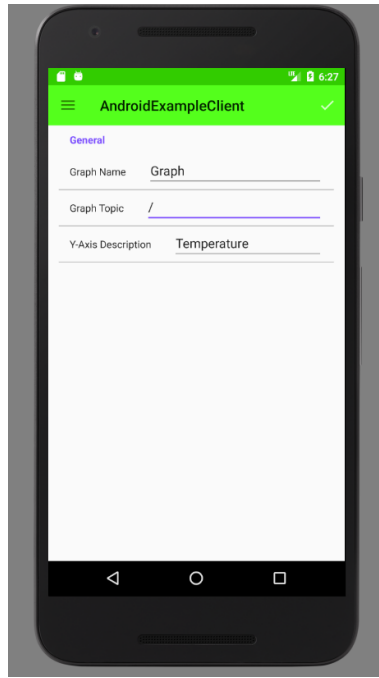 6:27
AndroidExampleClient
General
Graph Name Graph
Graph Topic /
Y-Axis Description Temperature